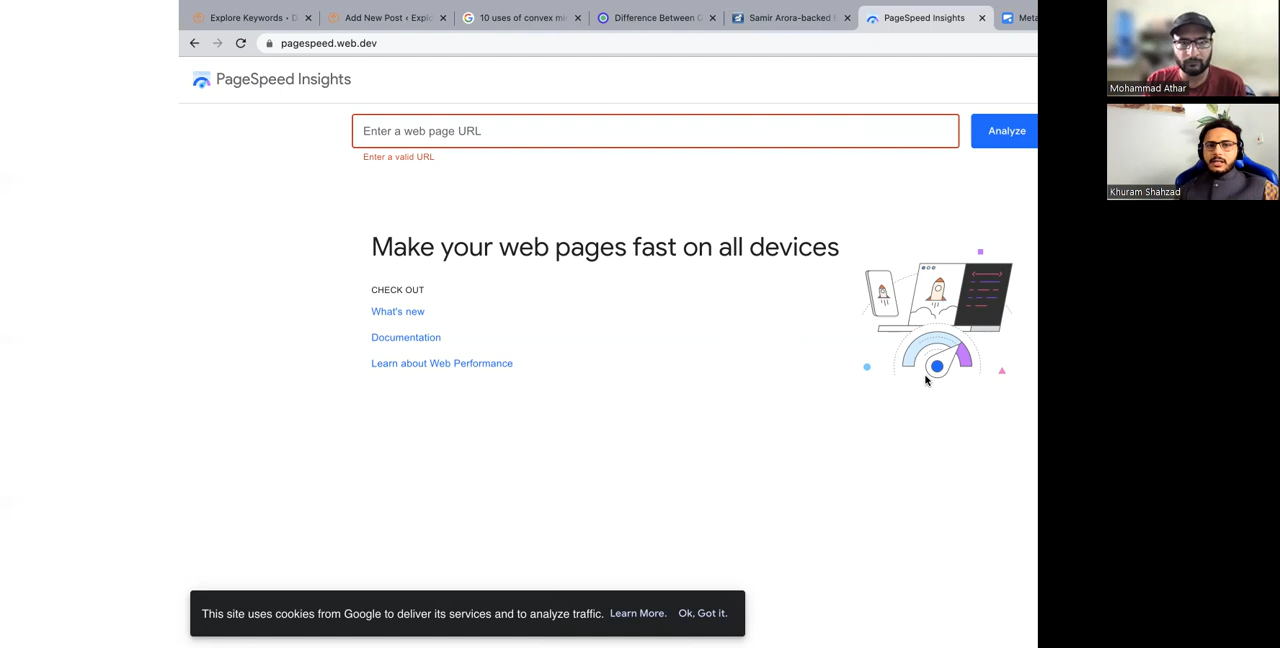 Explore Keywords • D
Add New Post ‹ Explo
10 uses of convex mi
Difference Between C
Samir Arora-backed
PageSpeed Insights
Meta
pagespeed.web.dev
PageSpeed Insights
Enter a web page URL
Analyze
Enter a valid URL
Make your web pages fast on all devices
CHECK OUT
What's new
Documentation
Learn about Web Performance
This site uses cookies from Google to deliver its services and to analyze traffic. Learn More. Ok, Got it.
Mohammad Athar
Khuram Shahzad